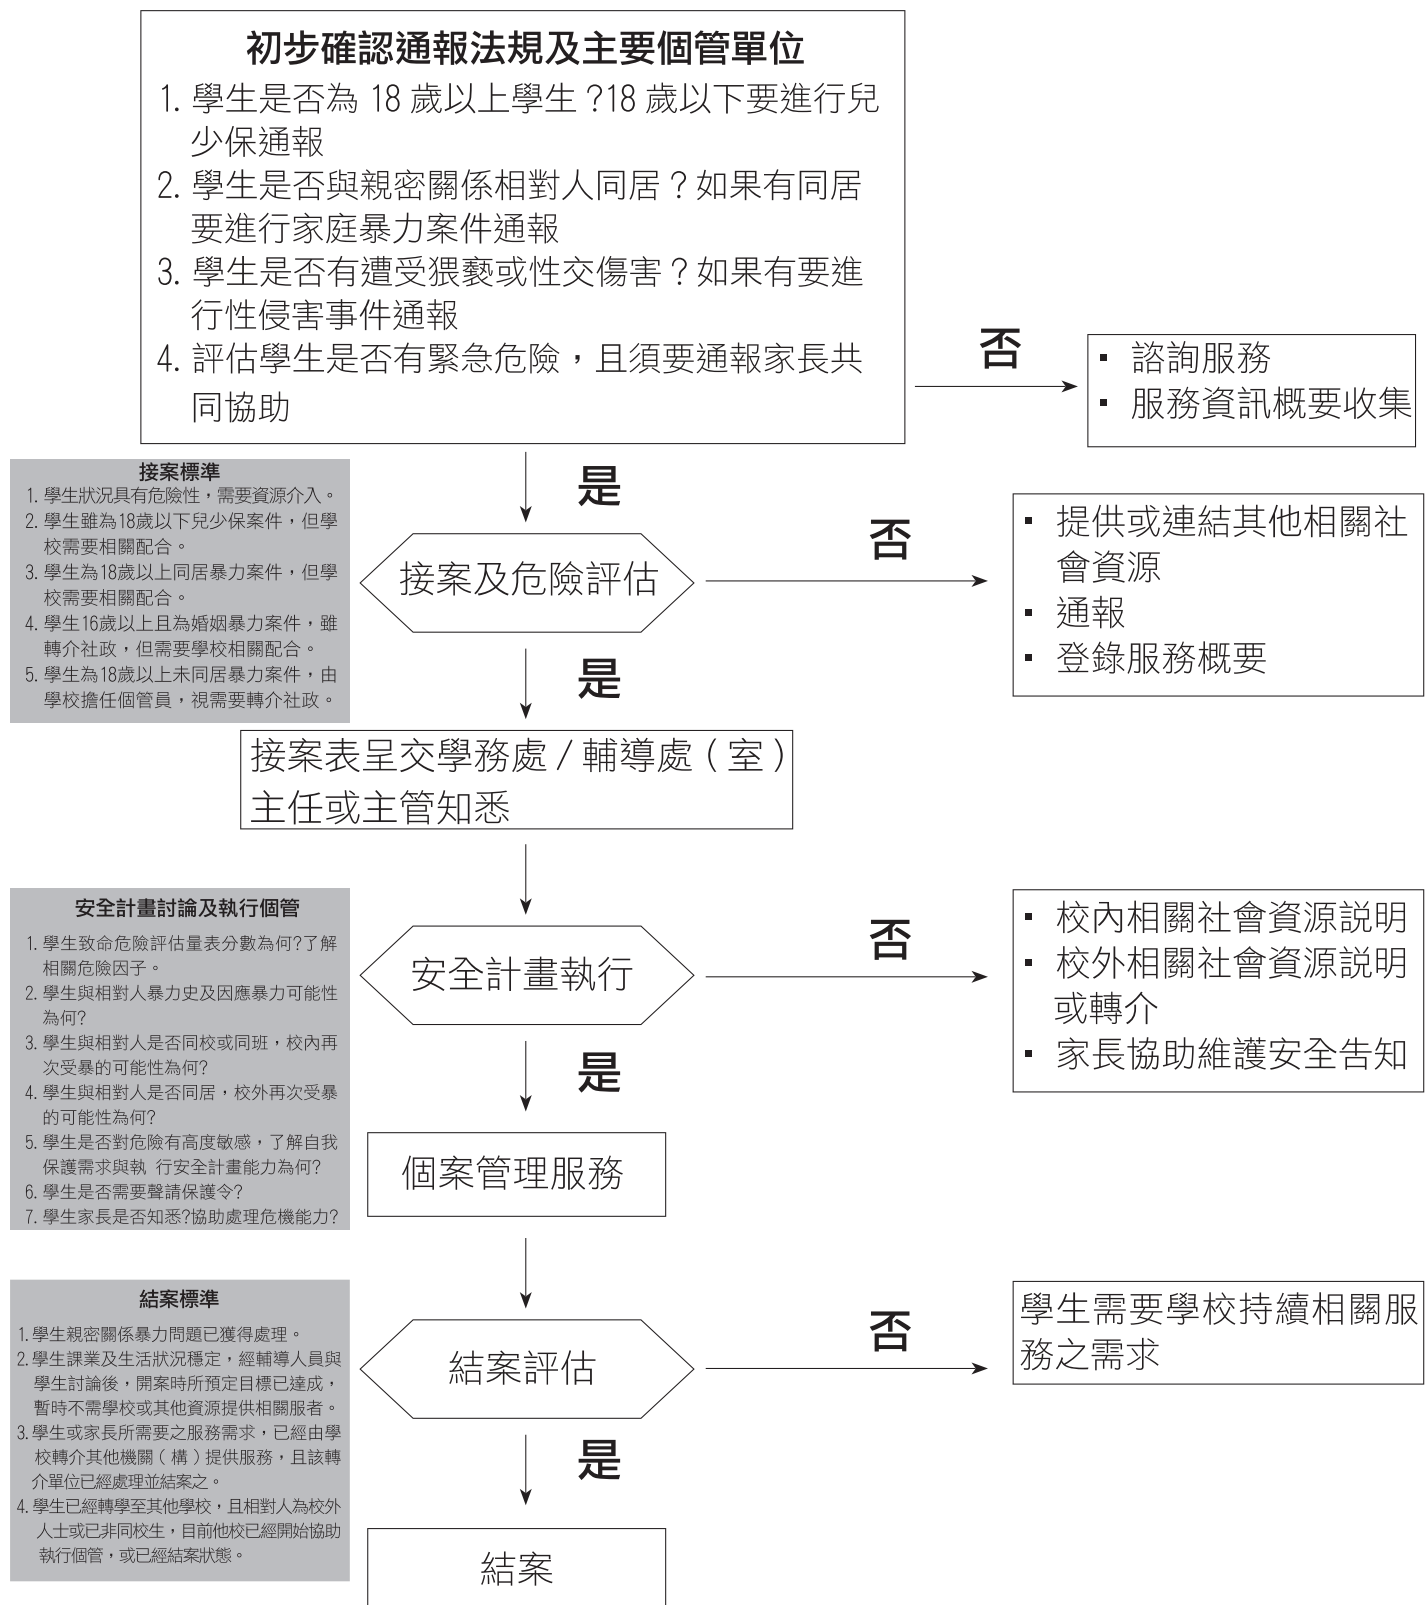 初步確認通報法規及主要個管單位
1. 學生是否為 18 歲以上學生？18 歲以下要進行兒
少保通報
2. 學生是否與親密關係相對人同居？如果有同居
要進行家庭暴力案件通報
3. 學生是否有遭受猥褻或性交傷害？如果有要進
行性侵害事件通報
4. 評估學生是否有緊急危險，且須要通報家長共
同協助
否
▪ 諮詢服務
▪ 服務資訊概要收集
是
接案標準
1. 學生狀況具有危險性，需要資源介入。
2. 學生雖為18歲以下兒少保案件，但學
校需要相關配合。
3. 學生為18歲以上同居暴力案件，但學
校需要相關配合。
4. 學生16歲以上且為婚姻暴力案件，雖
轉介社政，但需要學校相關配合。
5. 學生為18歲以上未同居暴力案件，由
學校擔任個管員，視需要轉介社政。
接案及危險評估
否
▪ 提供或連結其他相關社
會資源
▪ 通報
▪ 登錄服務概要
是
接案表呈交學務處 / 輔導處（室）
主任或主管知悉
安全計畫討論及執行個管
1. 學生致命危險評估量表分數為何?了解
相關危險因子。
2. 學生與相對人暴力史及因應暴力可能性
為何?
3. 學生與相對人是否同校或同班，校內再
次受暴的可能性為何?
4. 學生與相對人是否同居，校外再次受暴
的可能性為何?
5. 學生是否對危險有高度敏感，了解自我
保護需求與執 行安全計畫能力為何?
6. 學生是否需要聲請保護令?
7. 學生家長是否知悉?協助處理危機能力?
安全計畫執行
否
▪ 校內相關社會資源説明
▪ 校外相關社會資源説明
或轉介
▪ 家長協助維護安全告知
是
個案管理服務
結案標準
1. 學生親密關係暴力問題已獲得處理。
2. 學生課業及生活狀況穩定，經輔導人員與
學生討論後，開案時所預定目標已達成，
暫時不需學校或其他資源提供相關服者。
3. 學生或家長所需要之服務需求，已經由學
校轉介其他機關（構）提供服務，且該轉
介單位已經處理並結案之。
4. 學生已經轉學至其他學校，且相對人為校外
人士或已非同校生，目前他校已經開始協助
執行個管，或已經結案狀態。
結案評估
否
學生需要學校持續相關服
務之需求
是
結案